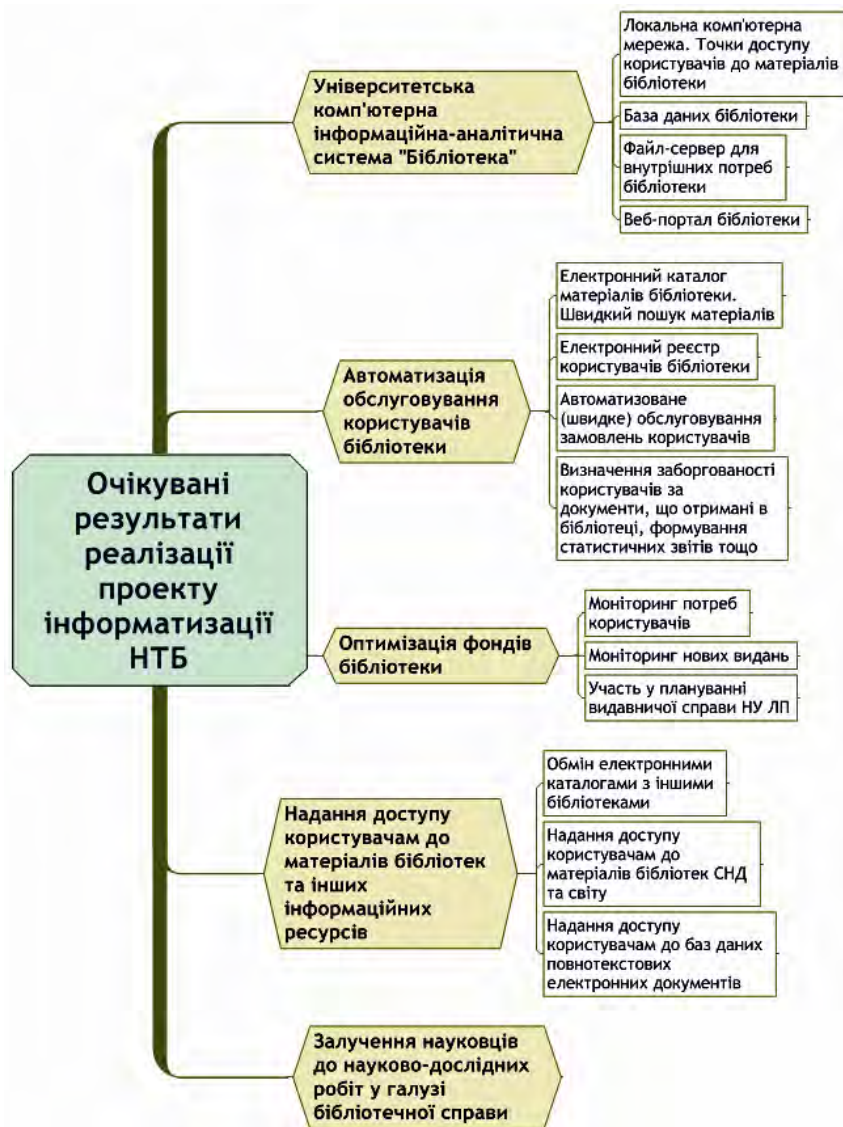 Очікувані
результати
реалізації
проекту
інформатизації
НТБ
Університетська
комп'ютерна
інформаційна-аналітична
система "Бібліотека"
Локальна комп'ютерна
мережа. Точки доступу
користувачів до матеріалів
бібліотеки
База даних бібліотеки
Файл-сервер для
внутрішних потреб
бібліотеки
Веб-портал бібліотеки
Автоматизація
обслуговування
користувачів
бібліотеки
Електронний каталог
матеріалів бібліотеки.
Швидкий пошук матеріалів
Електронний реєстр
користувачів бібліотеки
Автоматизоване
(швидке) обслуговування
замовлень користувачів
Визначення заборгованості
користувачів за
документи, що отримані в
бібліотеці, формування
статистичних звітів тощо
Оптимізація фондів
бібліотеки
Моніторинг потреб
користувачів
Моніторинг нових видань
Участь у плануванні
видавничої справи НУ ЛП
Надання доступу
користувачам до
матеріалів бібліотек
та інших
інформаційних
ресурсів
Обмін електронними
каталогами з іншими
бібліотеками
Надання доступу
користувачам до
матеріалів бібліотек СНД
та світу
Надання доступу
користувачам до баз даних
повнотекстових
електронних документів
Залучення науковців
до науково-дослідних
робіт у галузі
бібліотечної справи